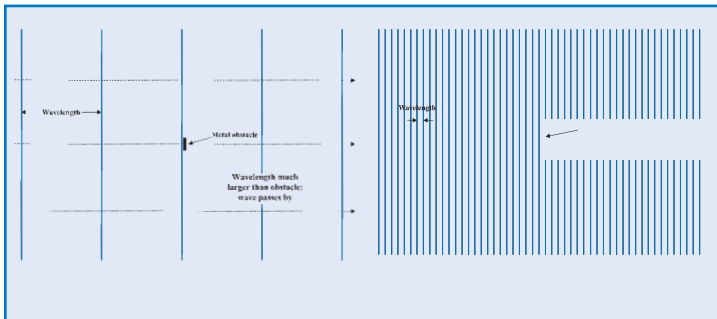 Wavelength
Metal obstacle
Wavelength much
larger than obstacle:
wave passes by
Wavelength